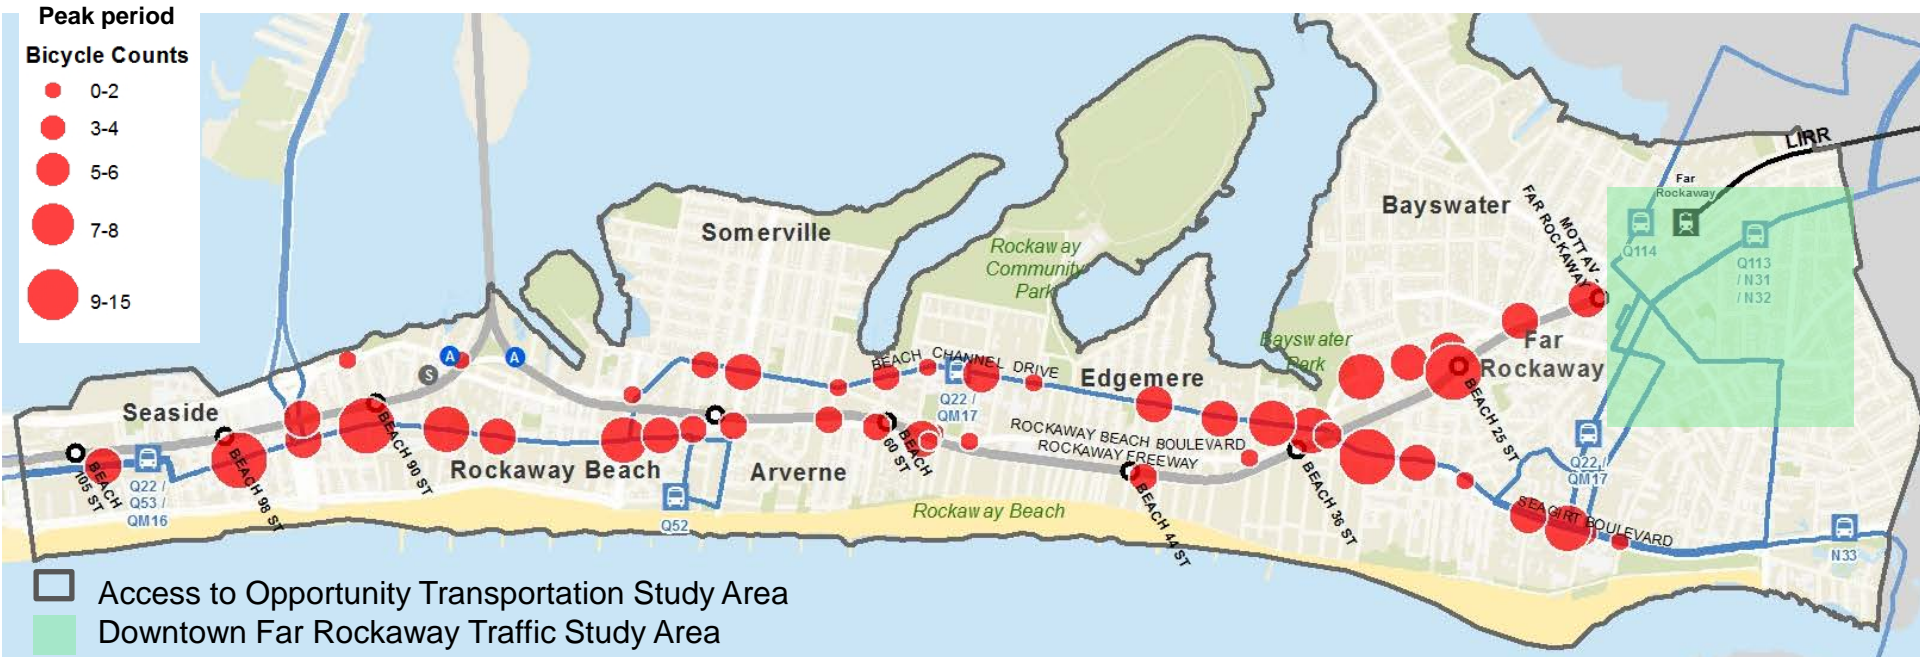 Peak period
Bicycle Counts
0-2
3-4
5-6
7-8
9-15
LIRR
Far
Rockaway
Bayswater
MOTT AV -
FAR ROCKAWAY
Somerville
Q114
Q113
/ N31
/ N32
Rockaway
Community
Park
A
A
S
Bayswater
Park
Far
Rockaway
BEACH CHANNEL DRIVE
Edgemere
Q22 /
QM17
Seaside
BEACH 25 ST
BEACH 90 ST
ROCKAWAY BEACH BOULEVARD
ROCKAWAY FREEWAY
BEACH
60 ST
Rockaway Beach
Arverne
BEACH
105 ST
BEACH 98 ST
Q22 /
Q53 /
QM16
Q52
Rockaway Beach
BEACH 44 ST
BEACH 36 ST
Q22 /
QM17
SEAGIRT BOULEVARD
N33
Access to Opportunity Transportation Study Area
Downtown Far Rockaway Traffic Study Area